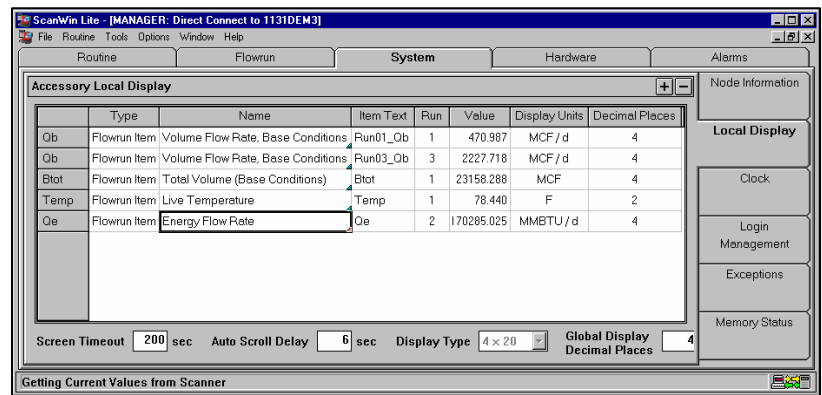 ScanWin Lite - [MANAGER: Direct Connect to 1131DEM3]
File Routine Tools Options Window Help
Routine Flowrun System Hardware Alarms
Accessory Local Display + -
Type Name Item Text Run Value Display Units Decimal Places
Qb Flowrun Item Volume Flow Rate, Base Conditions Run01_Qb 1 470.987 MCF / d 4
Qb Flowrun Item Volume Flow Rate, Base Conditions Run03_Qb 3 2227.718 MCF / d 4
Btot Flowrun Item Total Volume (Base Conditions) Btot 1 23158.288 MCF 4
Temp Flowrun Item Live Temperature Temp 1 78.440 F 2
Qe Flowrun Item Energy Flow Rate Qe 2 170285.025 MMBTU / d 4
Screen Timeout 200 sec Auto Scroll Delay 6 sec Display Type 4 x 20 Global Display Decimal Places 4
Node Information
Local Display
Clock
Login Management
Exceptions
Memory Status
Getting Current Values from Scanner